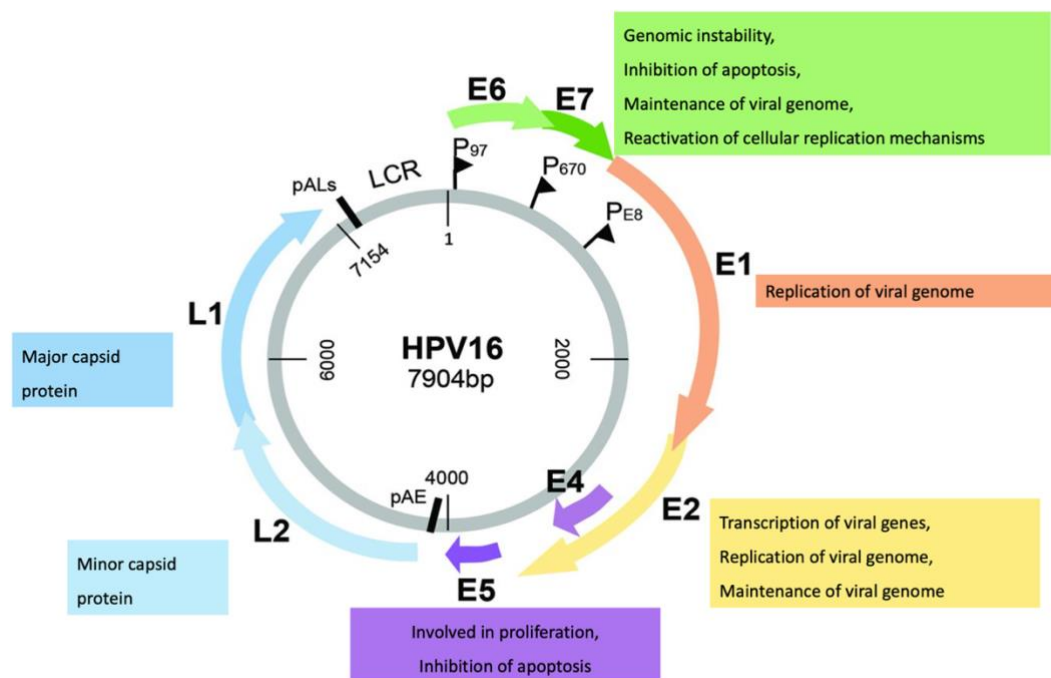 Genomic instability,
Inhibition of apoptosis,
Maintenance of viral genome,
Reactivation of cellular replication mechanisms
E6
E7
P97
P670
PE8
LCR
pALs
7154
1
E1
Replication of viral genome
L1
Major capsid
protein
HPV16
7904bp
2000
6000
4000
pAE
E4
E2
Transcription of viral genes,
Replication of viral genome,
Maintenance of viral genome
L2
Minor capsid
protein
E5
Involved in proliferation,
Inhibition of apoptosis